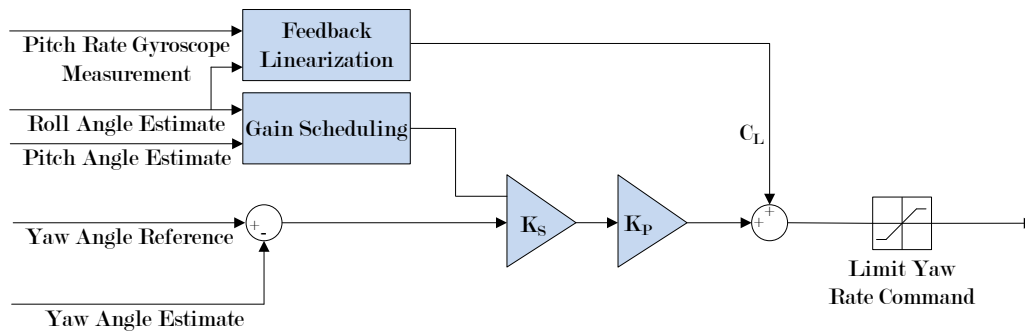 Pitch Rate Gyroscope
Measurement
Feedback
Linearization
Roll Angle Estimate
Pitch Angle Estimate
Gain Scheduling
C_L
Yaw Angle Reference
+
-
K_S
K_P
+
+
Yaw Angle Estimate
Limit Yaw
Rate Command